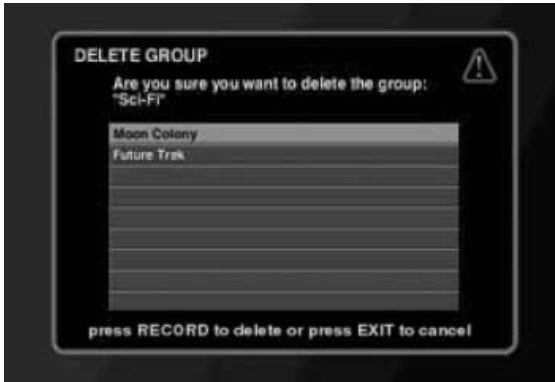 DELETE GROUP
Are you sure you want to delete the group:
"Sci-Fi"
Moon Colony
Future Trek
press RECORD to delete or press EXIT to cancel